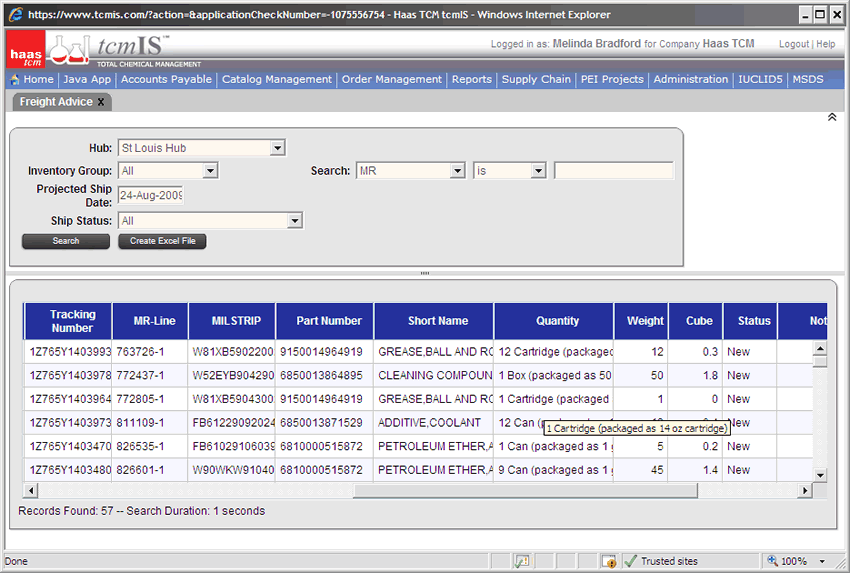 https://www.tcmis.com/?action=&applicationCheckNumber=-1075556754 - Haas TCM tcmIS - Windows Internet Explorer
haas tcm
tcmIS™
TOTAL CHEMICAL MANAGEMENT
Logged in as: Melinda Bradford for Company Haas TCM Logout | Help
Home | Java App | Accounts Payable | Catalog Management | Order Management | Reports | Supply Chain | PEI Projects | Administration | IUCLID5 | MSDS
Freight Advice X
Hub: St Louis Hub
Inventory Group: All Search: MR is
Projected Ship
Date: 24-Aug-2009
Ship Status: All
Search Create Excel File
Tracking Number MR-Line MILSTRIP Part Number Short Name Quantity Weight Cube Status Not
1Z765Y1403993 763726-1 W81XB5902200 9150014964919 GREASE,BALL AND RO 12 Cartridge (packaged 12 0.3 New
1Z765Y1403978 772437-1 W52EYB904290 6850013864895 CLEANING COMPOUN 1 Box (packaged as 50 50 1.8 New
1Z765Y1403964 772805-1 W81XB5904300 9150014964919 GREASE,BALL AND RO 1 Cartridge (packaged 1 0 New
1Z765Y1403973 811109-1 FB61229092024 6850013871529 ADDITIVE,COOLANT 12 Can (p New
1 Cartridge (packaged as 14 oz cartridge)
1Z765Y1403470 826535-1 FB61029106039 6810000515872 PETROLEUM ETHER,A 1 Can (packaged as 1 g 5 0.2 New
1Z765Y1403480 826601-1 W90WKW91040 6810000515872 PETROLEUM ETHER,A 9 Can (packaged as 1 g 45 1.4 New
Records Found: 57 -- Search Duration: 1 seconds
Done Trusted sites 100%